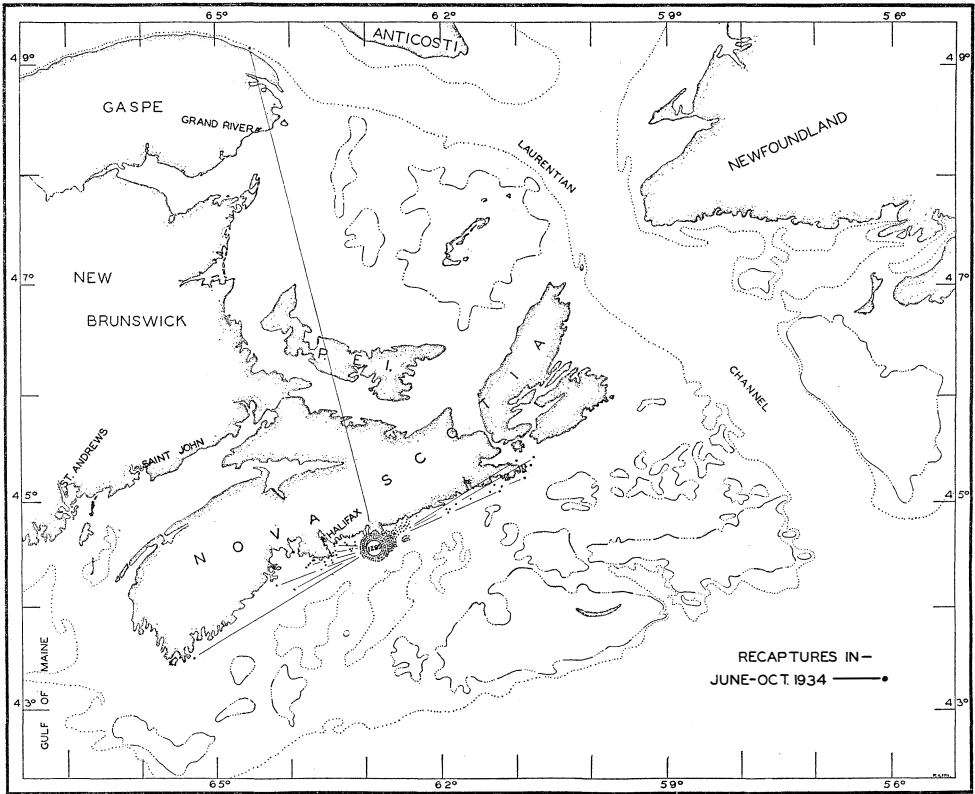 65° 62° 59° 56°
ANTICOSTI
49° 49°
GASPE
GRAND RIVER
NEWFOUNDLAND
LAURENTIAN
47° 47°
NEW
BRUNSWICK
P. E. I.
CHANNEL
ST. ANDREWS
SAINT JOHN
45° 45°
NOVA SCOTIA
HALIFAX
RECAPTURES IN—
JUNE-OCT. 1934
GULF OF MAINE
43° 43°
65° 62° 59° 56°